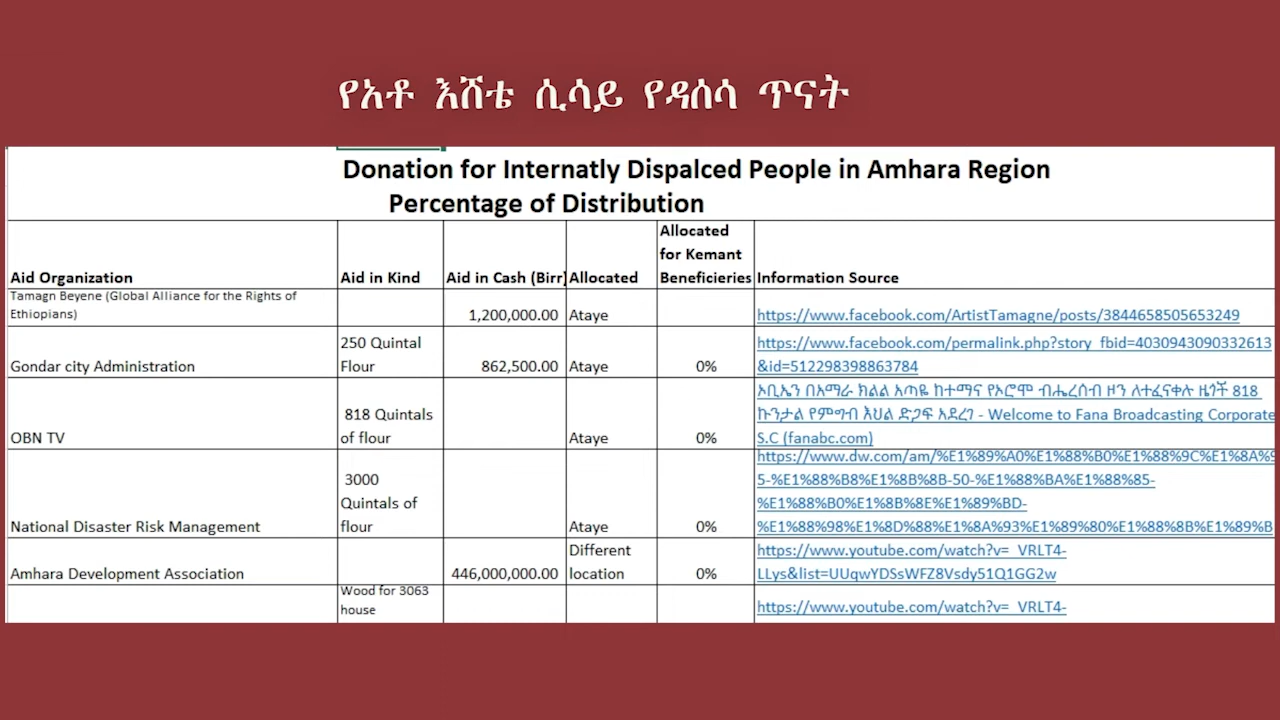 የአቶ እሸቴ ሲሳይ የዳሰሳ ጥናት
Donation for Internatly Dispalced People in Amhara Region
Percentage of Distribution
Aid Organization
Aid in Kind
Aid in Cash (Birr)
Allocated
Allocated
for Kemant
Beneficieries
Information Source
Tamagn Beyene (Global Alliance for the Rights of
Ethiopians)
1,200,000.00
Ataye
https://www.facebook.com/ArtistTamagne/posts/3844658505653249
Gondar city Administration
250 Quintal
Flour
862,500.00
Ataye
0%
https://www.facebook.com/permalink.php?story_fbid=4030943090332613
&id=512298398863784
OBN TV
818 Quintals
of flour
Ataye
0%
ኦቢኤን በአማራ ክልል አጣዬ ከተማና የኦሮሞ ብሔረሰብ ዞን ለተፈናቀሉ ዜጎች 818
ኩንታል የምግብ እህል ድጋፍ አደረገ - Welcome to Fana Broadcasting Corporate
S.C (fanabc.com)
National Disaster Risk Management
3000
Quintals of
flour
Ataye
0%
https://www.dw.com/am/%E1%89%A0%E1%88%B0%E1%88%9C%E1%8A%9
5-%E1%88%B8%E1%8B%8B-50-%E1%88%BA%E1%88%85-
%E1%88%B0%E1%8B%8E%E1%89%BD-
%E1%88%98%E1%8D%88%E1%8A%93%E1%89%80%E1%88%8B%E1%89%B
Amhara Development Association
446,000,000.00
Different
location
0%
https://www.youtube.com/watch?v=_VRLT4-
LLys&list=UUqwYDSsWFZ8Vsdy51Q1GG2w
Wood for 3063
house
https://www.youtube.com/watch?v=_VRLT4-